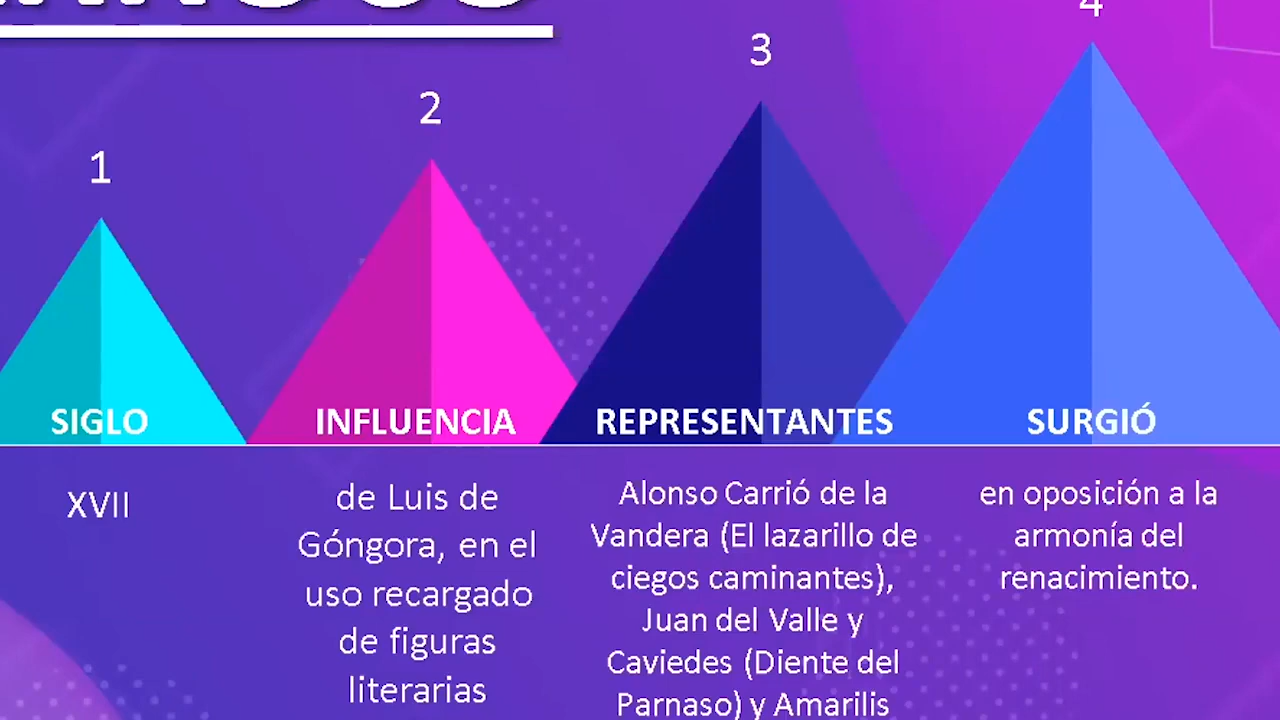 1
2
3
4
SIGLO
INFLUENCIA
REPRESENTANTES
SURGIÓ
XVII
de Luis de
Góngora, en el
uso recargado
de figuras
literarias
Alonso Carrió de la
Vandera (El lazarillo de
ciegos caminantes),
Juan del Valle y
Caviedes (Diente del
Parnaso) y Amarilis
en oposición a la
armonía del
renacimiento.